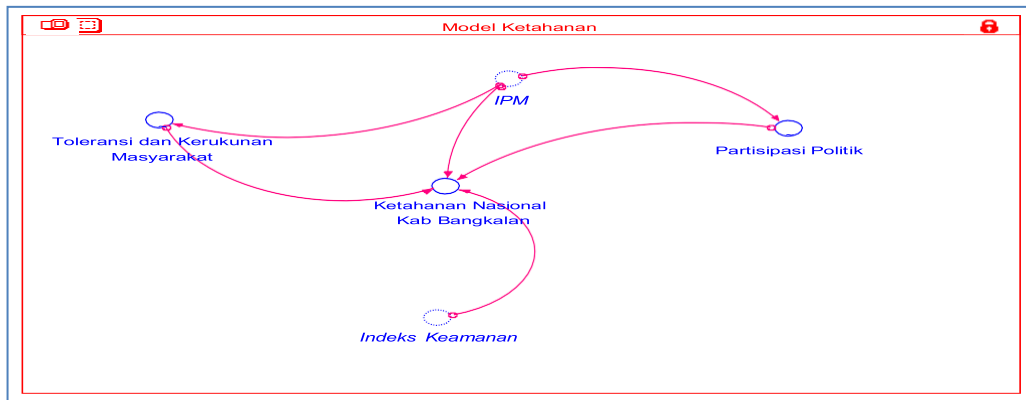 Model Ketahanan
IPM
Toleransi dan Kerukunan
Masyarakat
Partisipasi Politik
Ketahanan Nasional
Kab Bangkalan
Indeks Keamanan